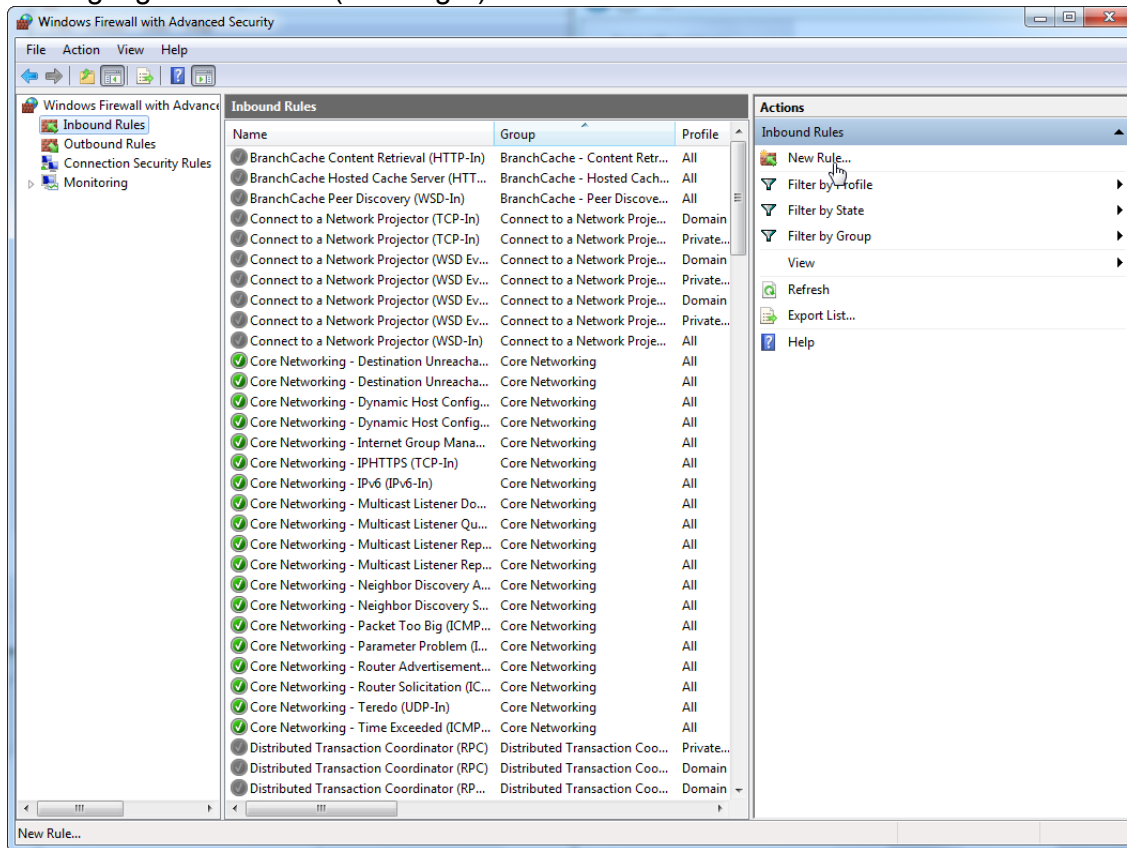 Windows Firewall with Advanced Security
File Action View Help
Windows Firewall with Advance
Inbound Rules
Outbound Rules
Connection Security Rules
Monitoring
Inbound Rules
Name Group Profile
BranchCache Content Retrieval (HTTP-In) BranchCache - Content Retr... All
BranchCache Hosted Cache Server (HTT... BranchCache - Hosted Cach... All
BranchCache Peer Discovery (WSD-In) BranchCache - Peer Discove... All
Connect to a Network Projector (TCP-In) Connect to a Network Proje... Domain
Connect to a Network Projector (TCP-In) Connect to a Network Proje... Private...
Connect to a Network Projector (WSD Ev... Connect to a Network Proje... Domain
Connect to a Network Projector (WSD Ev... Connect to a Network Proje... Private...
Connect to a Network Projector (WSD Ev... Connect to a Network Proje... Domain
Connect to a Network Projector (WSD Ev... Connect to a Network Proje... Private...
Connect to a Network Projector (WSD-In) Connect to a Network Proje... All
Core Networking - Destination Unreacha... Core Networking All
Core Networking - Destination Unreacha... Core Networking All
Core Networking - Dynamic Host Config... Core Networking All
Core Networking - Dynamic Host Config... Core Networking All
Core Networking - Internet Group Mana... Core Networking All
Core Networking - IPHTTPS (TCP-In) Core Networking All
Core Networking - IPv6 (IPv6-In) Core Networking All
Core Networking - Multicast Listener Do... Core Networking All
Core Networking - Multicast Listener Qu... Core Networking All
Core Networking - Multicast Listener Rep... Core Networking All
Core Networking - Multicast Listener Rep... Core Networking All
Core Networking - Neighbor Discovery A... Core Networking All
Core Networking - Neighbor Discovery S... Core Networking All
Core Networking - Packet Too Big (ICMP... Core Networking All
Core Networking - Parameter Problem (I... Core Networking All
Core Networking - Router Advertisement... Core Networking All
Core Networking - Router Solicitation (IC... Core Networking All
Core Networking - Teredo (UDP-In) Core Networking All
Core Networking - Time Exceeded (ICMP... Core Networking All
Distributed Transaction Coordinator (RPC) Distributed Transaction Coo... Private...
Distributed Transaction Coordinator (RPC) Distributed Transaction Coo... Domain
Distributed Transaction Coordinator (RP... Distributed Transaction Coo... Domain
Actions
Inbound Rules
New Rule...
Filter by Profile
Filter by State
Filter by Group
View
Refresh
Export List...
Help
New Rule...